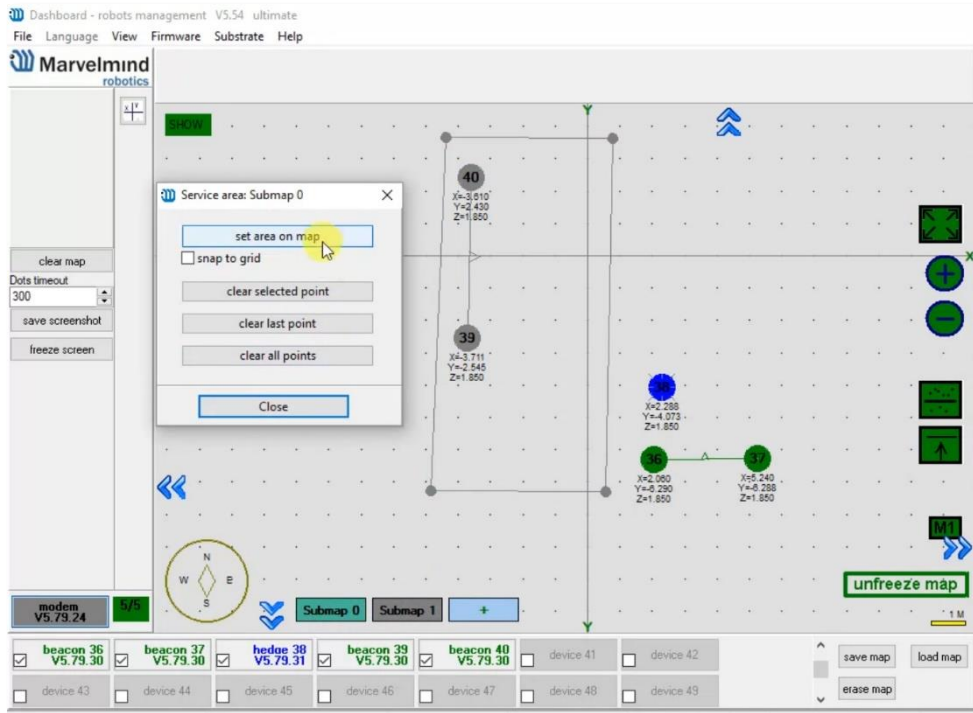 Dashboard - robots management V5.54 ultimate
File Language View Firmware Substrate Help
Marvelmind
robotics
SHOW
Y
40
X=-3.610
Y=2.430
Z=1.850
Service area: Submap 0
set area on map
snap to grid
clear selected point
clear last point
clear all points
Close
X
clear map
Dots timeout
300
save screenshot
freeze screen
39
X=-3.711
Y=-2.545
Z=1.850
38
X=2.288
Y=-4.073
Z=1.850
36
X=2.060
Y=-6.290
Z=1.850
37
X=5.240
Y=-6.288
Z=1.850
M1
N
W
S
unfreeze map
modem
V5.79.24
5/5
Submap 0
Submap 1
+
Y
1 M
beacon 36
V5.79.30
beacon 37
V5.79.30
hedge 38
V5.79.31
beacon 39
V5.79.30
beacon 40
V5.79.30
device 41
device 42
save map
load map
device 43
device 44
device 45
device 46
device 47
device 48
device 49
erase map